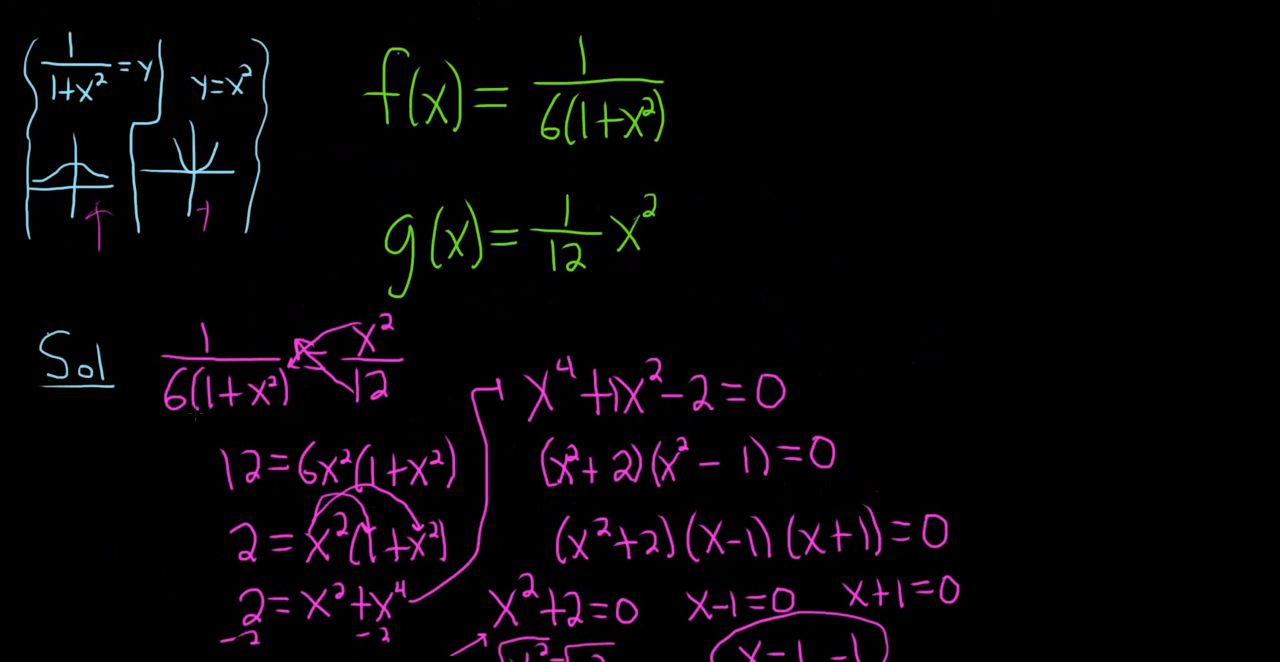 1/(1+x²) = y   y = x²
f(x) = 1/(6(1+x²))
g(x) = 1/12 x²
Sol   1/(6(1+x²)) = x²/12
12 = 6x²(1+x²)
2 = x²(1+x²)
2 = x² + x⁴
-2   -2
x⁴ + 1x² - 2 = 0
(x² + 2)(x² - 1) = 0
(x² + 2)(x - 1)(x + 1) = 0
x² + 2 = 0   x - 1 = 0   x + 1 = 0